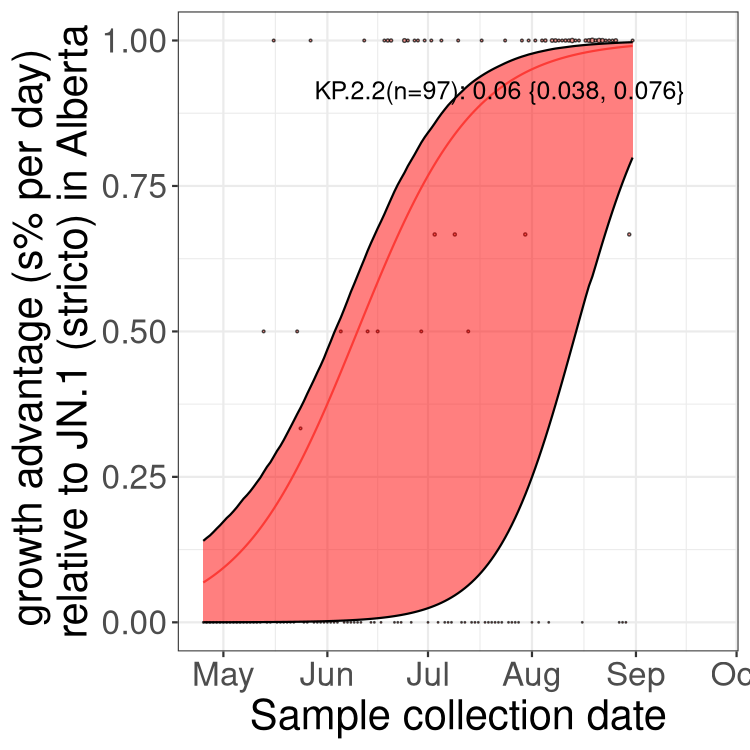 growth advantage (s% per day)
relative to JN.1 (stricto) in Alberta
1.00
0.75
0.50
0.25
0.00
KP.2.2(n=97): 0.06 {0.038, 0.076}
May Jun Jul Aug Sep Oc
Sample collection date